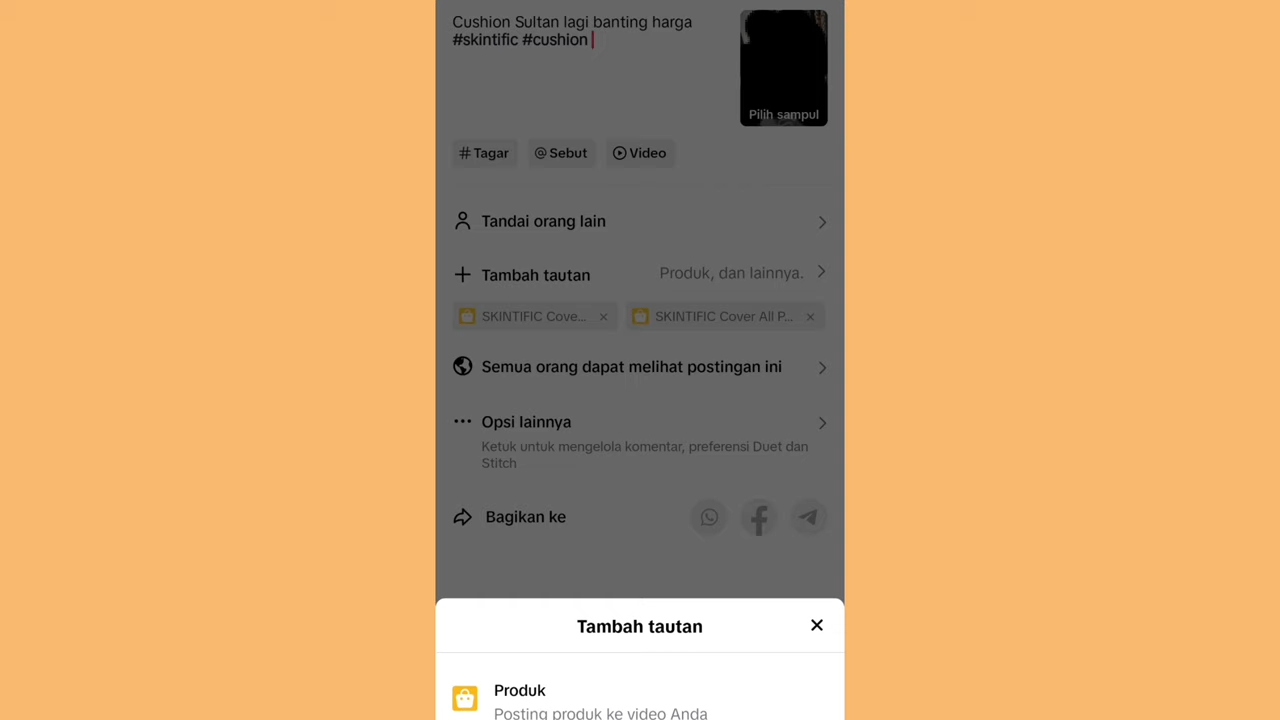 Cushion Sultan lagi banting harga
#skintific #cushion
Pilih sampul
# Tagar
@ Sebut
Video
Tandai orang lain
Tambah tautan
Produk, dan lainnya.
SKINTIFIC Cove...
SKINTIFIC Cover All P...
Semua orang dapat melihat postingan ini
Opsi lainnya
Ketuk untuk mengelola komentar, preferensi Duet dan
Stitch
Bagikan ke
Tambah tautan
Produk
Posting produk ke video Anda